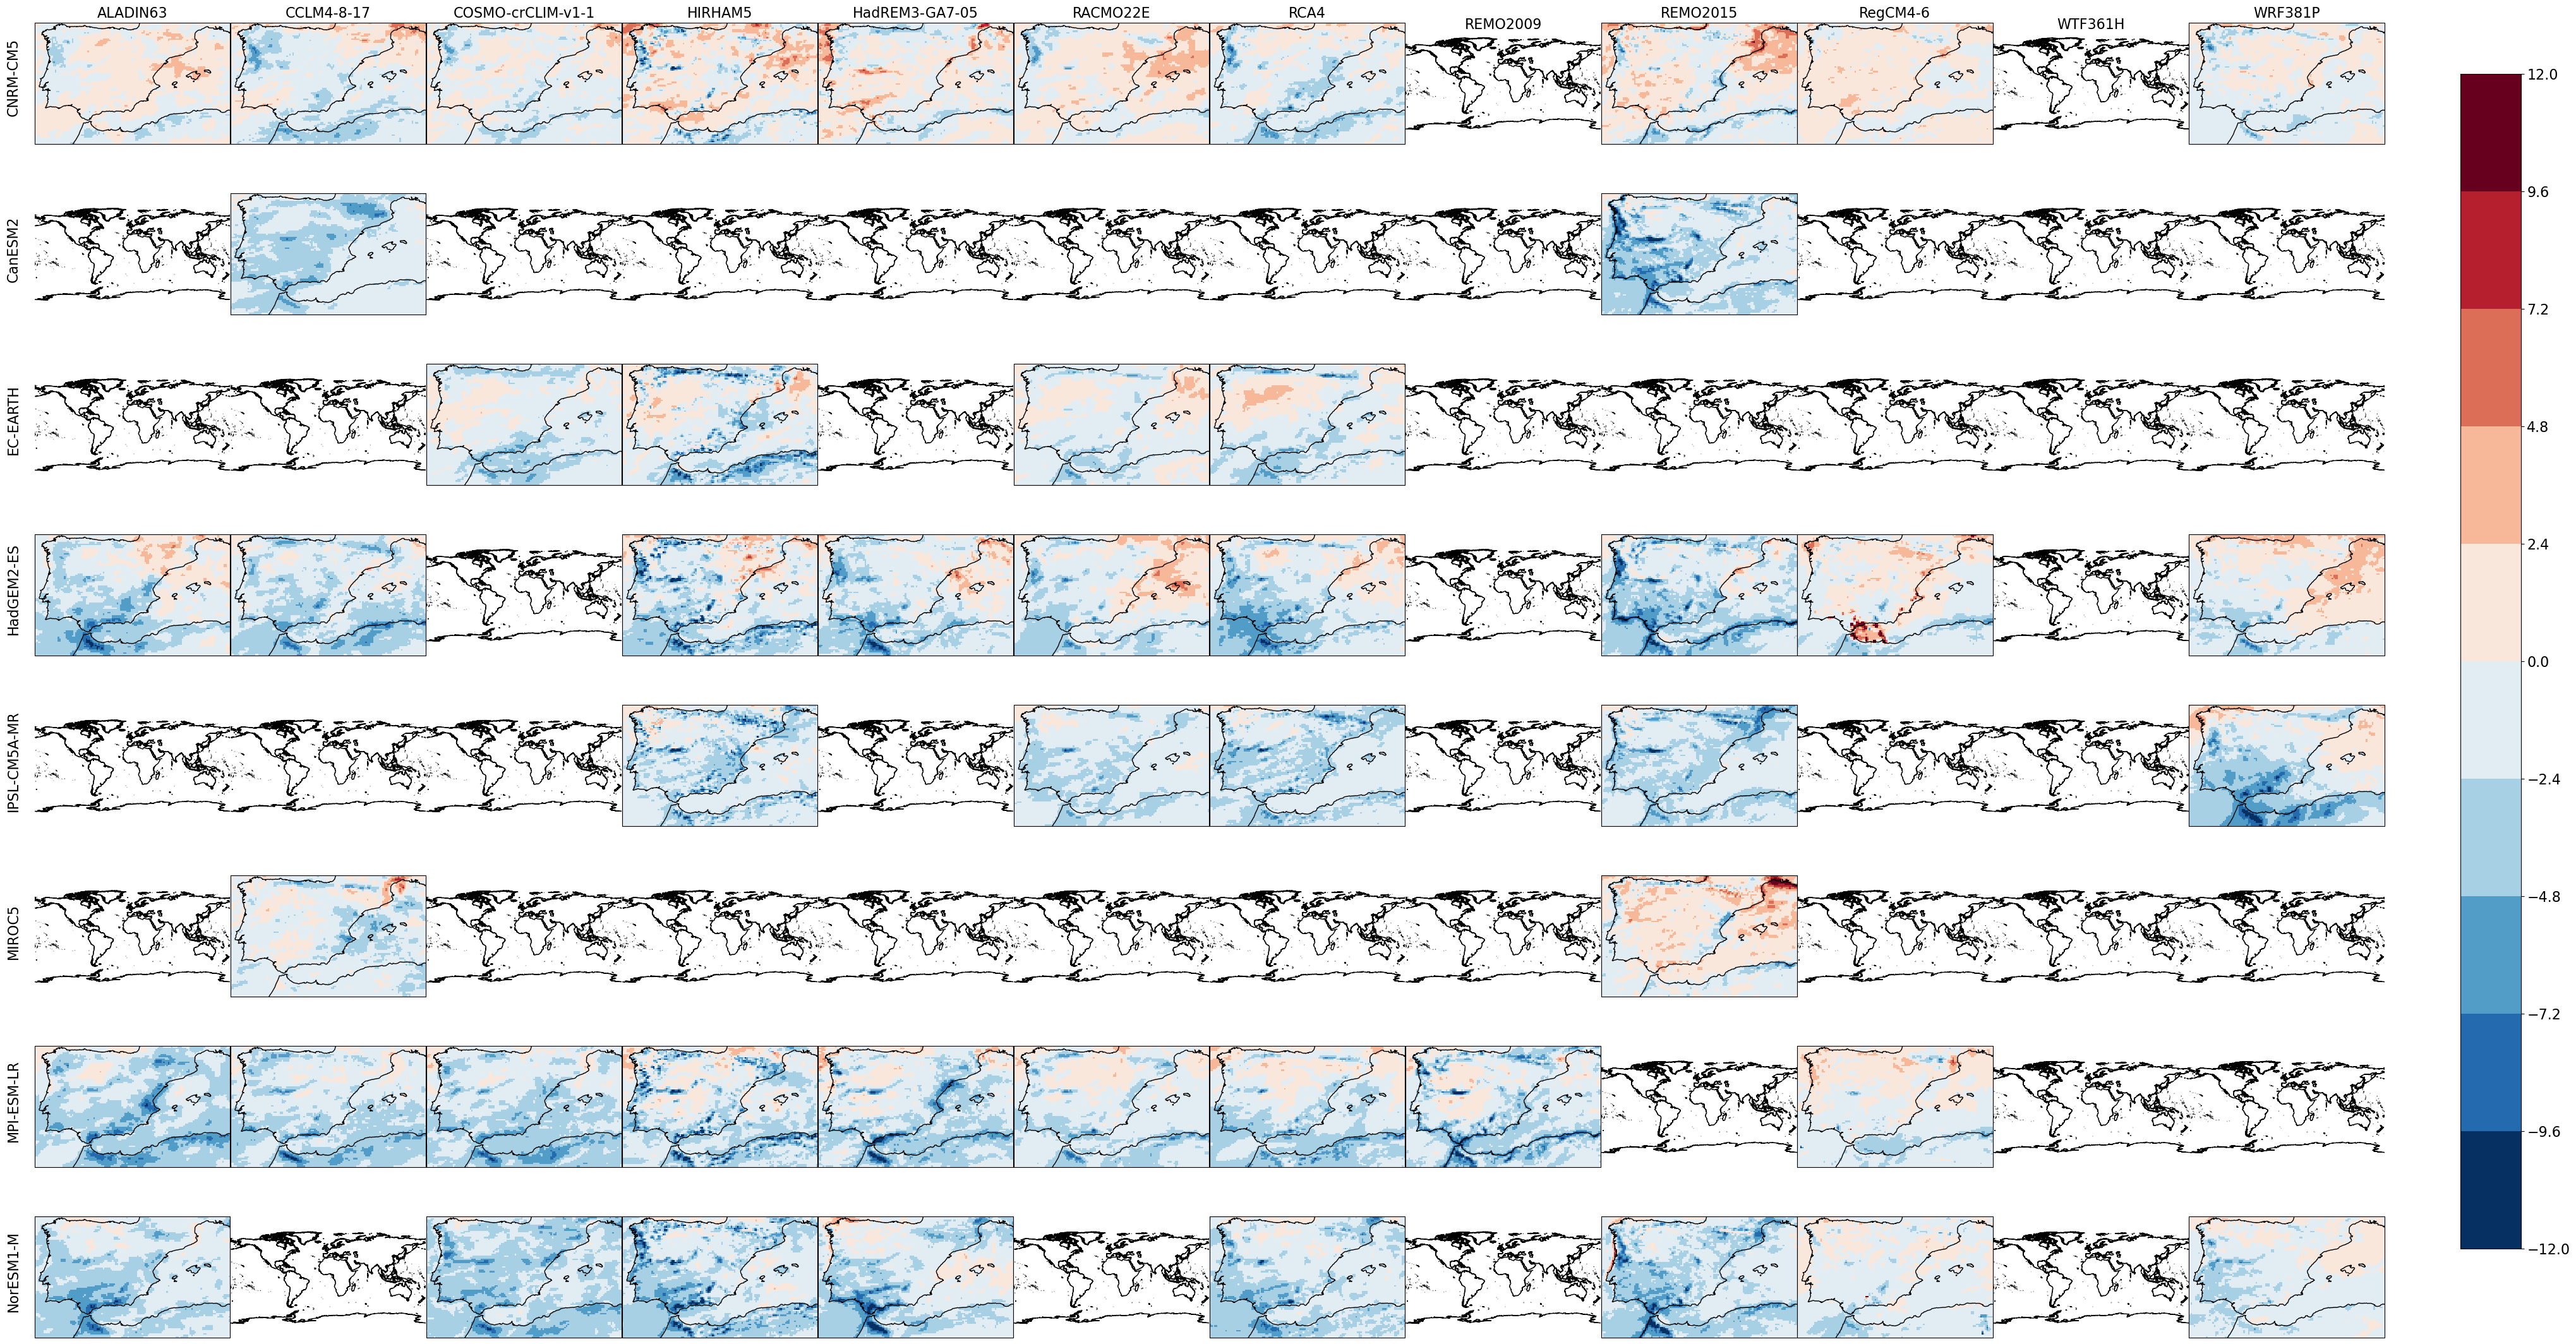 ALADIN63 CCLM4-8-17 COSMO-crCLIM-v1-1 HIRHAM5 HadREM3-GA7-05 RACMO22E RCA4 REMO2009 REMO2015 RegCM4-6 WTF361H WRF381P
CNRM-CM5
CanESM2
EC-EARTH
HadGEM2-ES
IPSL-CM5A-MR
MIROC5
MPI-ESM-LR
NorESM1-M
12.0
9.6
7.2
4.8
2.4
0.0
−2.4
−4.8
−7.2
−9.6
−12.0